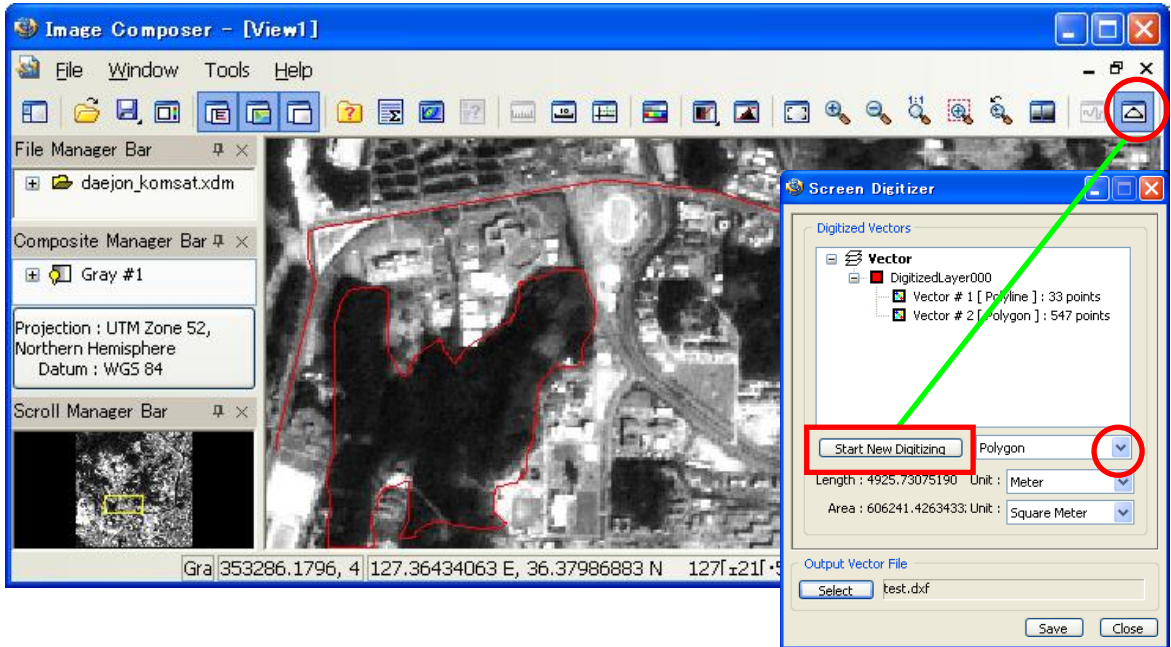 Image Composer - [View1]
File Window Tools Help
1:1
File Manager Bar
daejon_komsat.xdm
Composite Manager Bar
Gray #1
Projection : UTM Zone 52,
Northern Hemisphere
Datum : WGS 84
Scroll Manager Bar
Gra 353286.1796, 4 127.36434063 E, 36.37986883 N
Screen Digitizer
Digitized Vectors
Vector
DigitizedLayer000
Vector # 1 [ Polyline ] : 33 points
Vector # 2 [ Polygon ] : 547 points
Start New Digitizing Polygon
Length : 4925.73075190 Unit : Meter
Area : 606241.4263433 Unit : Square Meter
Output Vector File
Select test.dxf
Save Close